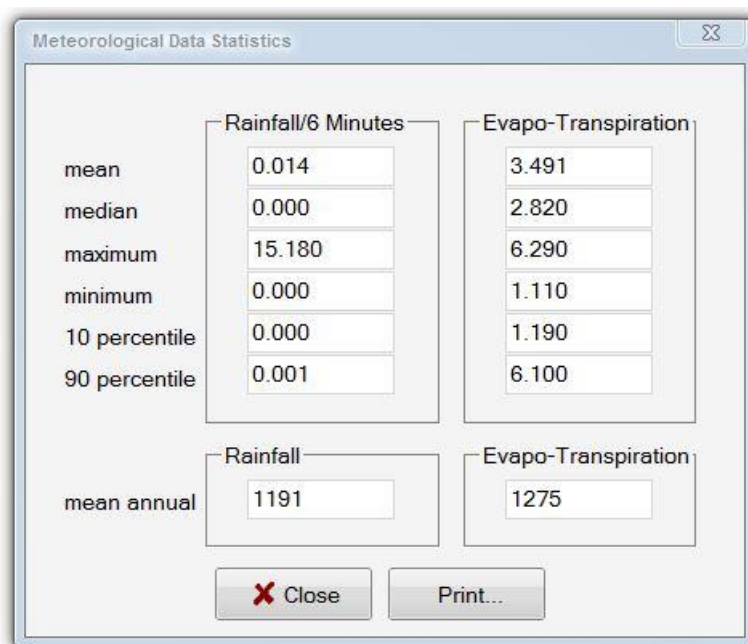 Meteorological Data Statistics
Rainfall/6 Minutes Evapo-Transpiration
mean 0.014 3.491
median 0.000 2.820
maximum 15.180 6.290
minimum 0.000 1.110
10 percentile 0.000 1.190
90 percentile 0.001 6.100
Rainfall Evapo-Transpiration
mean annual 1191 1275
Close Print...